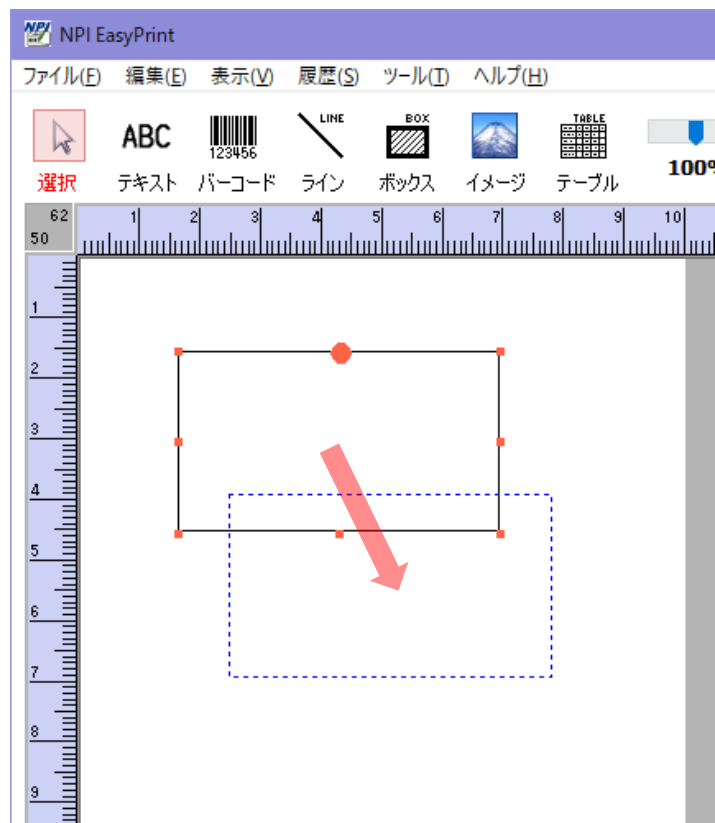 NPI EasyPrint
ファイル(F) 編集(E) 表示(V) 履歴(S) ツール(T) ヘルプ(H)
LINE BOX TABLE
ABC 123456
100%
選択 テキスト バーコード ライン ボックス イメージ テーブル
62 1 2 3 4 5 6 7 8 9 10
50
1
2
3
4
5
6
7
8
9